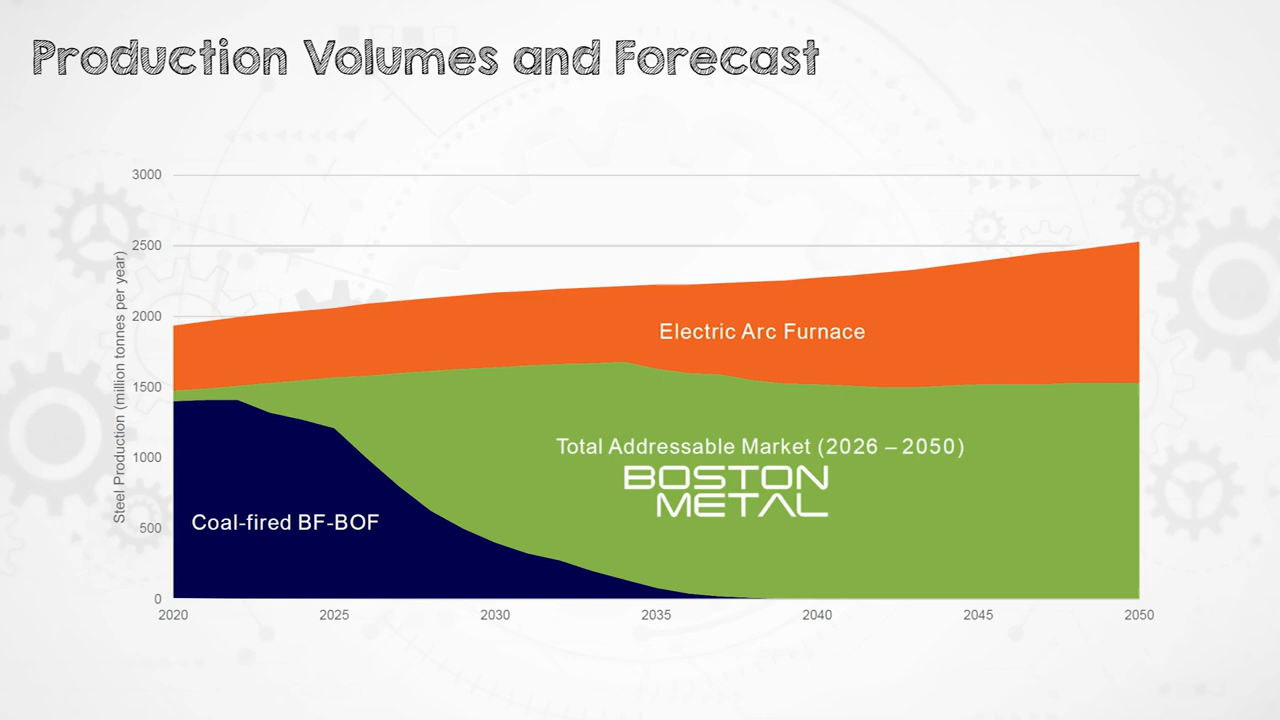 Production Volumes and Forecast
3000
2500
2000
1500
1000
500
0
Steel Production (million tonnes per year)
Electric Arc Furnace
Total Addressable Market (2026 – 2050)
BOSTON
METAL
Coal-fired BF-BOF
2020 2025 2030 2035 2040 2045 2050